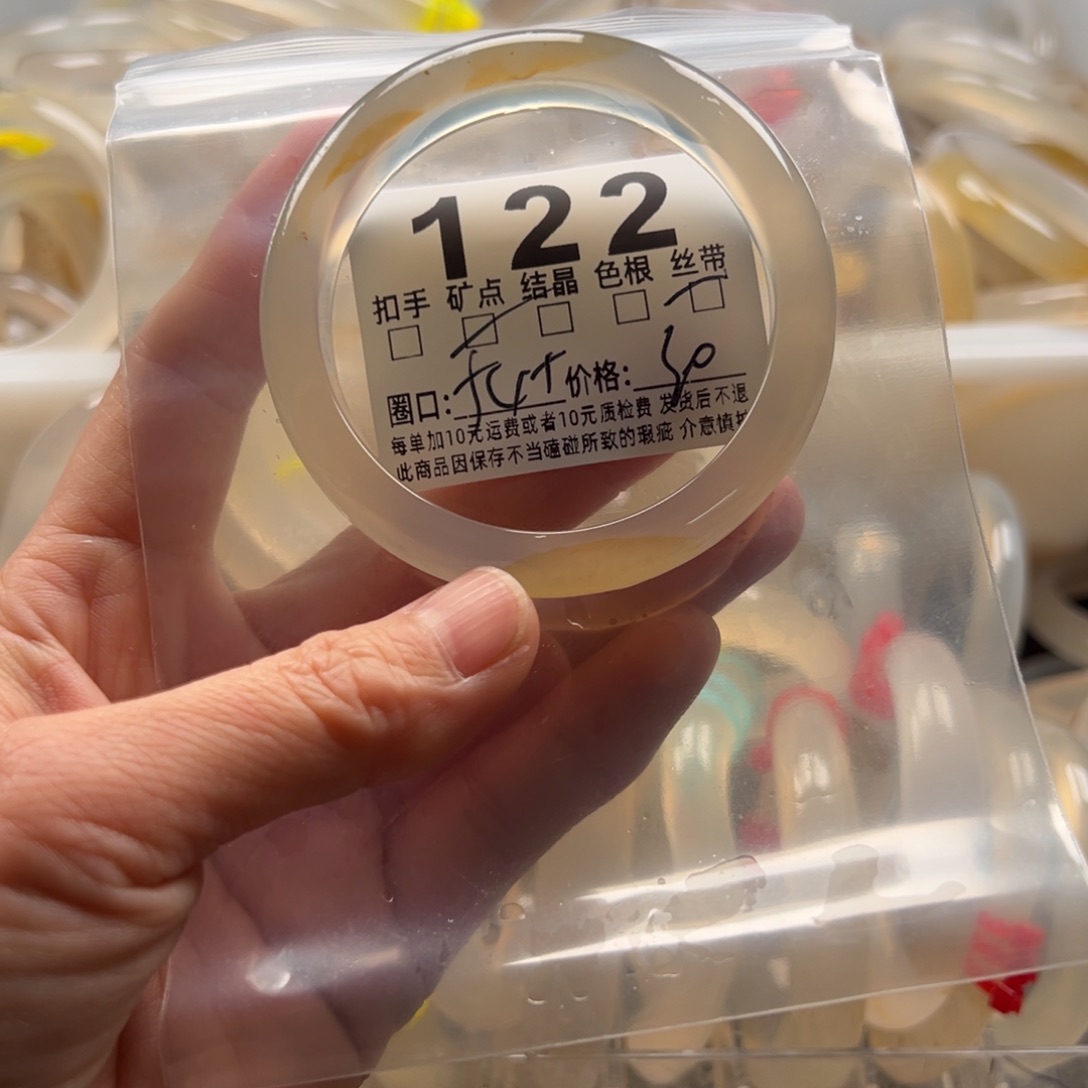 122
扣手 矿点 结晶 色根 丝带
圈口: 54+ 价格: 50
每单加10元运费或者10元质检费 发货后不退
此商品因保存不当磕碰所致的瑕疵 介意慎